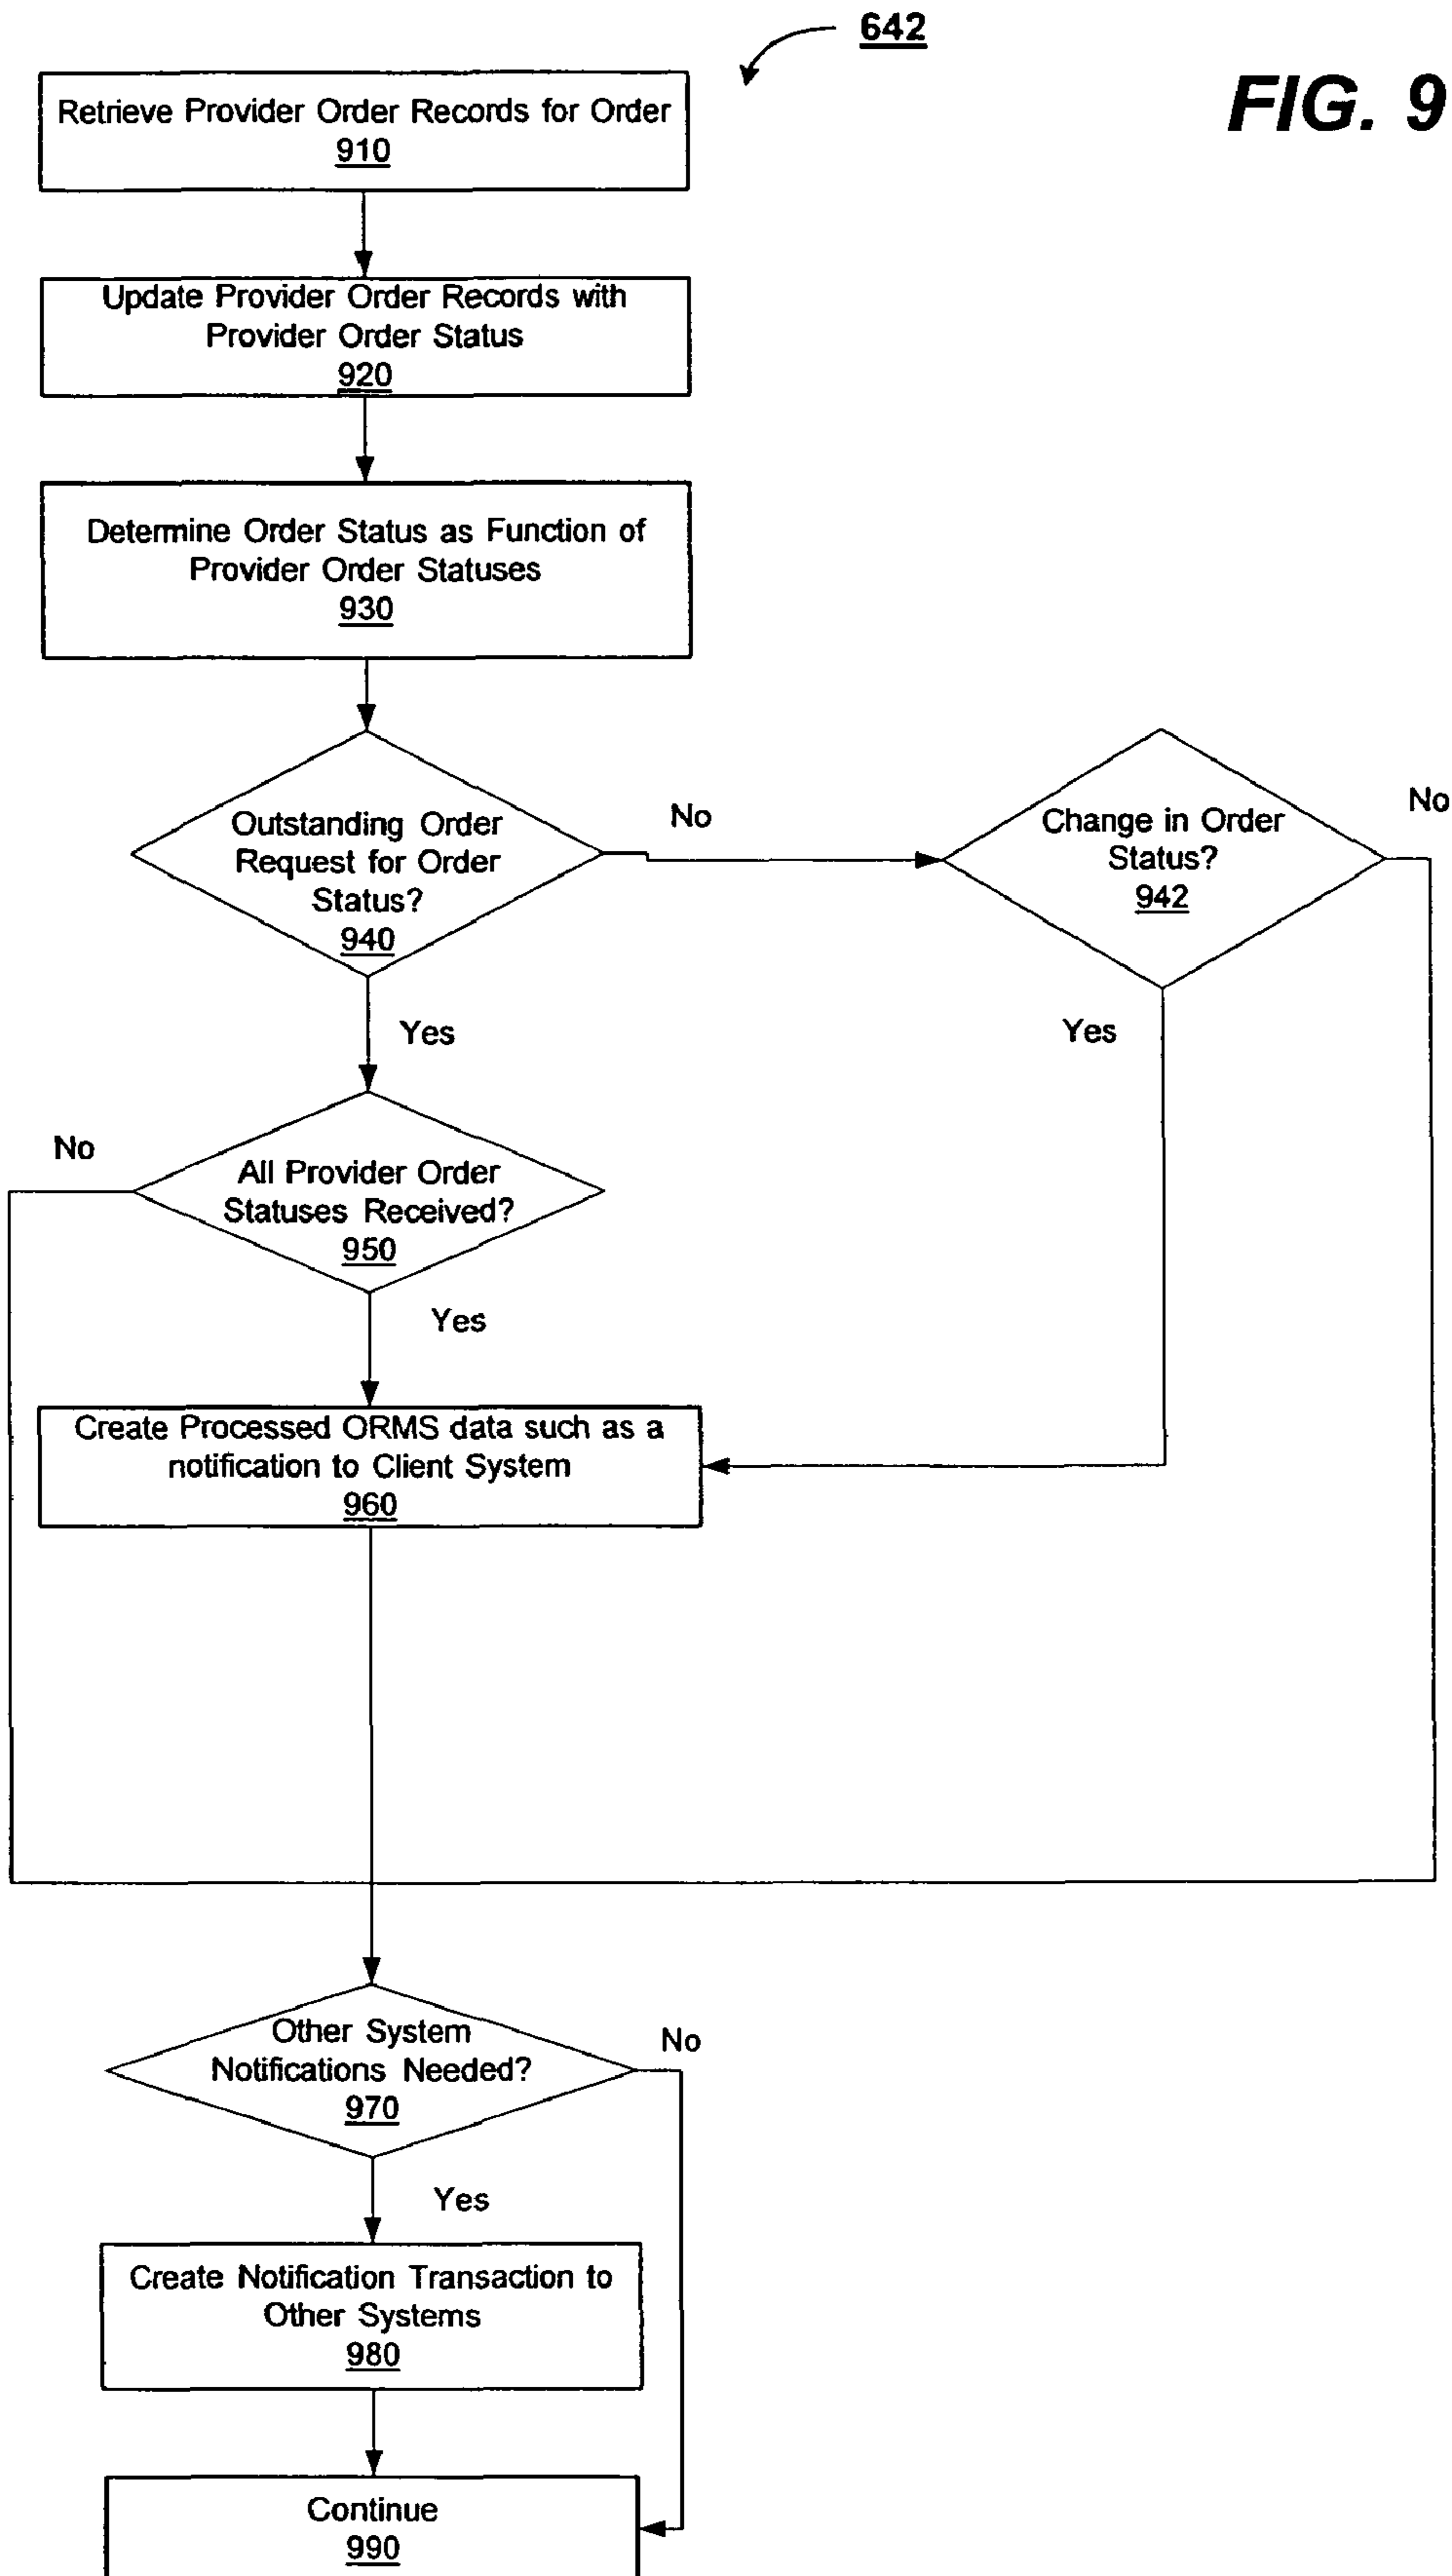 642
FIG. 9
Retrieve Provider Order Records for Order
910
Update Provider Order Records with
Provider Order Status
920
Determine Order Status as Function of
Provider Order Statuses
930
Outstanding Order
Request for Order
Status?
940
No
Change in Order
Status?
942
No
Yes
Yes
No
All Provider Order
Statuses Received?
950
Yes
Create Processed ORMS data such as a
notification to Client System
960
Other System
Notifications Needed?
970
No
Yes
Create Notification Transaction to
Other Systems
980
Continue
990